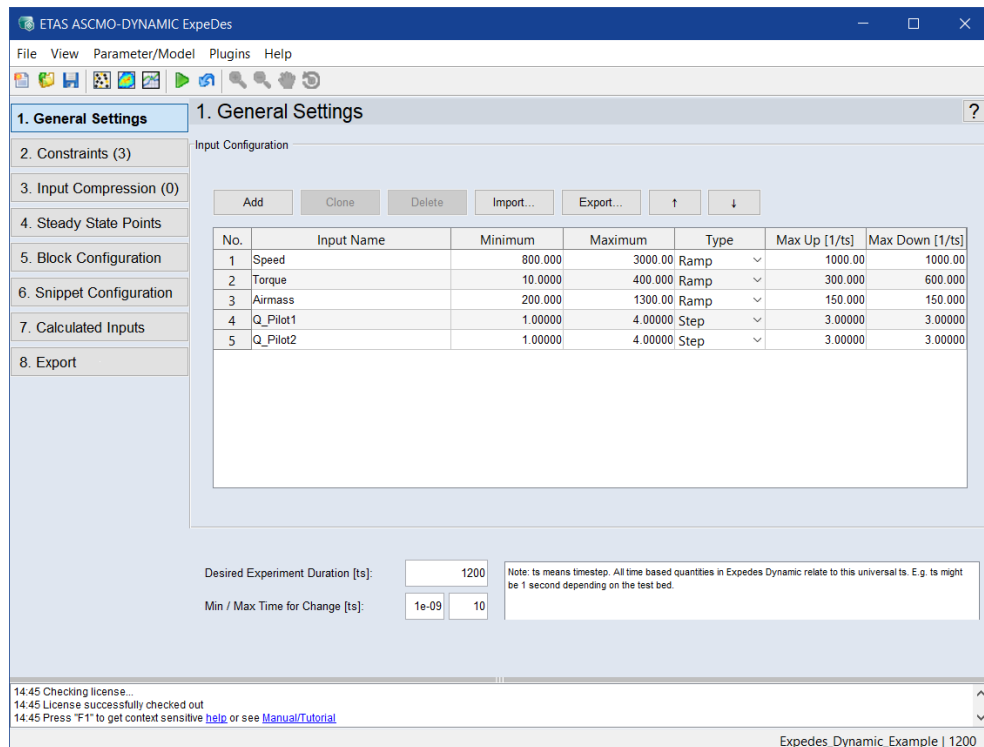 ETAS ASCMO-DYNAMIC ExpeDes
File View Parameter/Model Plugins Help
1. General Settings
2. Constraints (3)
3. Input Compression (0)
4. Steady State Points
5. Block Configuration
6. Snippet Configuration
7. Calculated Inputs
8. Export
1. General Settings ?
Input Configuration
Add Clone Delete Import... Export... ↑ ↓
No. Input Name Minimum Maximum Type Max Up [1/ts] Max Down [1/ts]
1 Speed 800.000 3000.00 Ramp 1000.00 1000.00
2 Torque 10.0000 400.000 Ramp 300.000 600.000
3 Airmass 200.000 1300.00 Ramp 150.000 150.000
4 Q_Pilot1 1.00000 4.00000 Step 3.00000 3.00000
5 Q_Pilot2 1.00000 4.00000 Step 3.00000 3.00000
Desired Experiment Duration [ts]: 1200
Min / Max Time for Change [ts]: 1e-09 10
Note: ts means timestep. All time based quantities in Expedes Dynamic relate to this universal ts. E.g. ts might
be 1 second depending on the test bed.
14:45 Checking license...
14:45 License successfully checked out
14:45 Press "F1" to get context sensitive help or see Manual/Tutorial
Expedes_Dynamic_Example | 1200